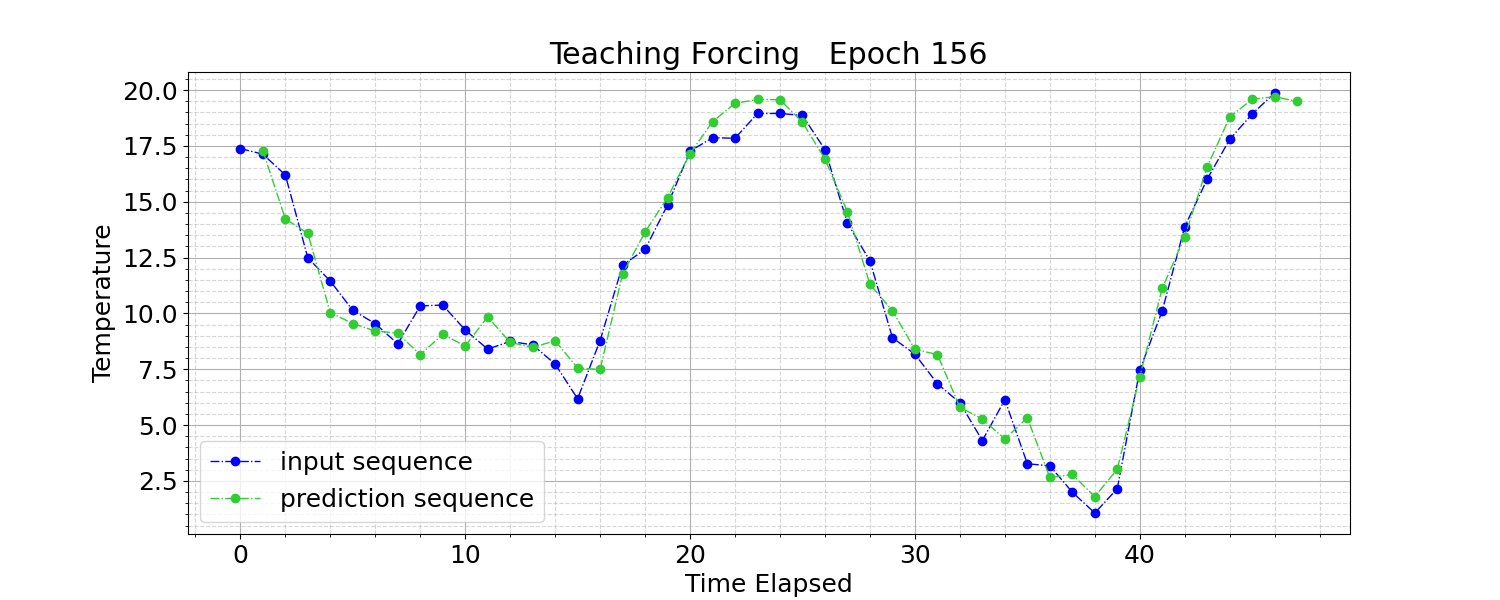 Teaching Forcing   Epoch 156
20.0
17.5
15.0
12.5
10.0
7.5
5.0
2.5
Temperature
input sequence
prediction sequence
0 10 20 30 40
Time Elapsed